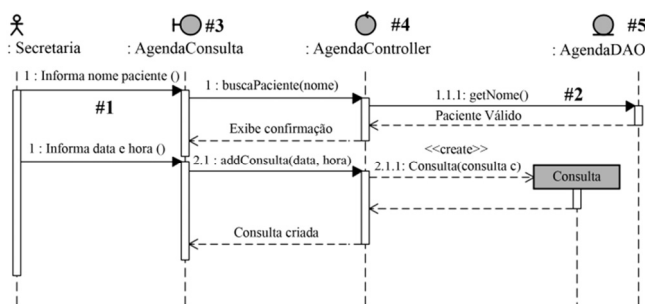 #3
#4
#5
: Secretaria
: AgendaConsulta
: AgendaController
: AgendaDAO
1 : Informa nome paciente ()
1 : buscaPaciente(nome)
#1
1.1.1: getNome()
#2
Paciente Válido
Exibe confirmação
1 : Informa data e hora ()
<<create>>
2.1 : addConsulta(data, hora)
2.1.1: Consulta(consulta c)
Consulta
Consulta criada